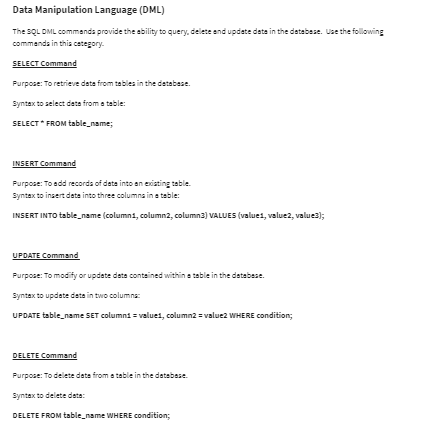 Data Manipulation Language (DML)
The SQL DML commands provide the ability to query, delete and update data in the database. Use the following
commands in this category.
SELECT Command
Purpose: To retrieve data from tables in the database.
Syntax to select data from a table:
SELECT * FROM table_name;
INSERT Command
Purpose: To add records of data into an existing table.
Syntax to insert data into three columns in a table:
INSERT INTO table_name (column1, column2, column3) VALUES (value1, value2, value3);
UPDATE Command
Purpose: To modify or update data contained within a table in the database.
Syntax to update data in two columns:
UPDATE table_name SET column1 = value1, column2 = value2 WHERE condition;
DELETE Command
Purpose: To delete data from a table in the database.
Syntax to delete data:
DELETE FROM table_name WHERE condition;